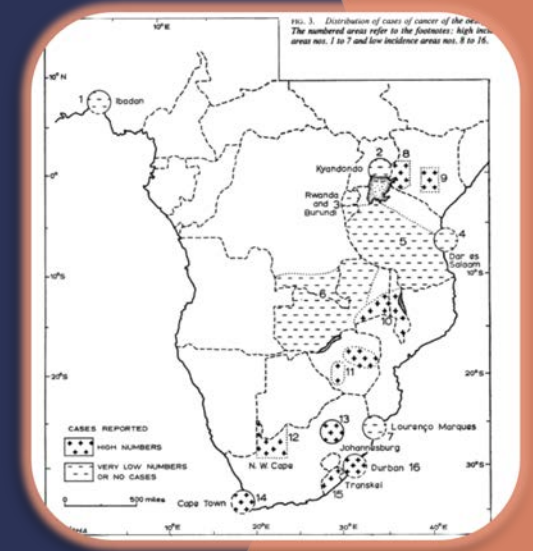 FIG. 3. Distribution of cases of cancer of the
The numbered areas refer to the footnotes: high
areas nos. 1 to 7 and low incidence areas nos. 8 to 16.
10°E
10°N
1
Ibadan
2
8
Kyandondo
9
0°
Rwanda
and
Burundi
3
4
5
Dar es
Salaam
10°S
10°S
6
10
20°S
20°S
11
CASES REPORTED
HIGH NUMBERS
VERY LOW NUMBERS
OR NO CASES
0 500 miles
12
N. W. Cape
13
Johannesburg
Lourenço Marques
7
Durban 16
30°S
Transkei
15
Cape Town
14
10°E
20°E
30°E
40°E